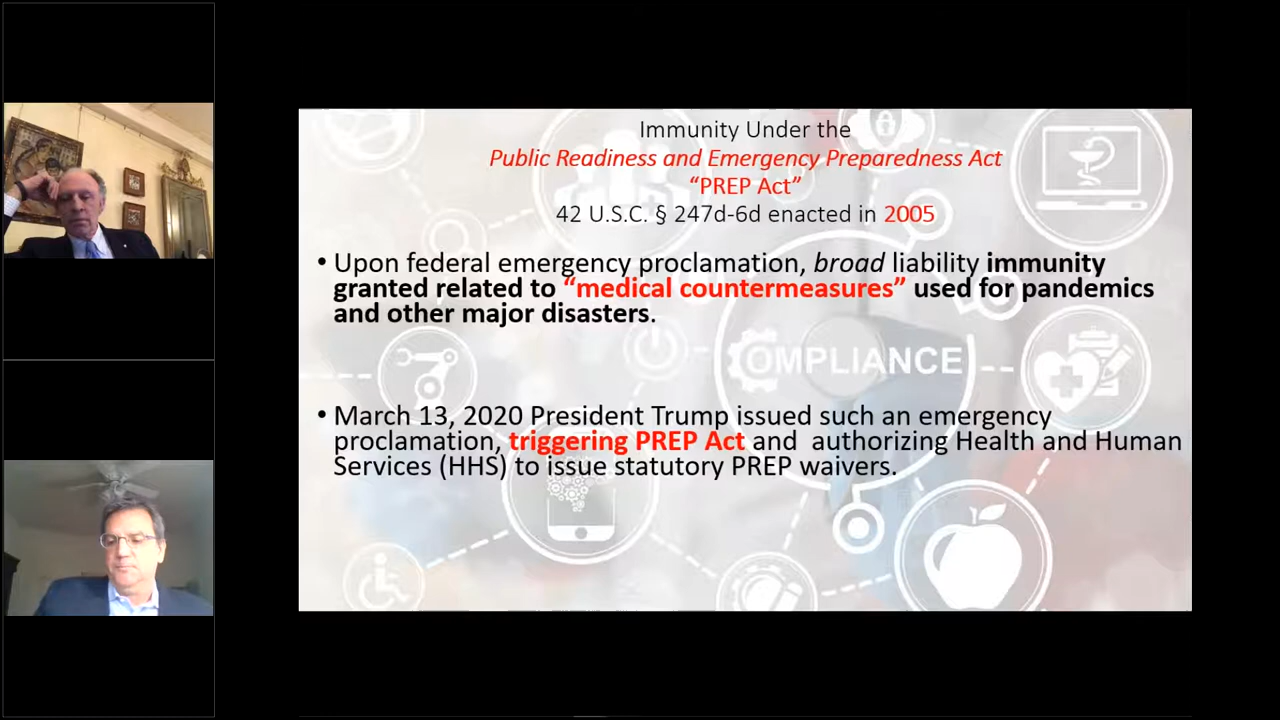 Immunity Under the
Public Readiness and Emergency Preparedness Act
“PREP Act”
42 U.S.C. § 247d-6d enacted in 2005
• Upon federal emergency proclamation, broad liability immunity
granted related to “medical countermeasures” used for pandemics
and other major disasters.
OMPLIANCE
• March 13, 2020 President Trump issued such an emergency
proclamation, triggering PREP Act and  authorizing Health and Human
Services (HHS) to issue statutory PREP waivers.